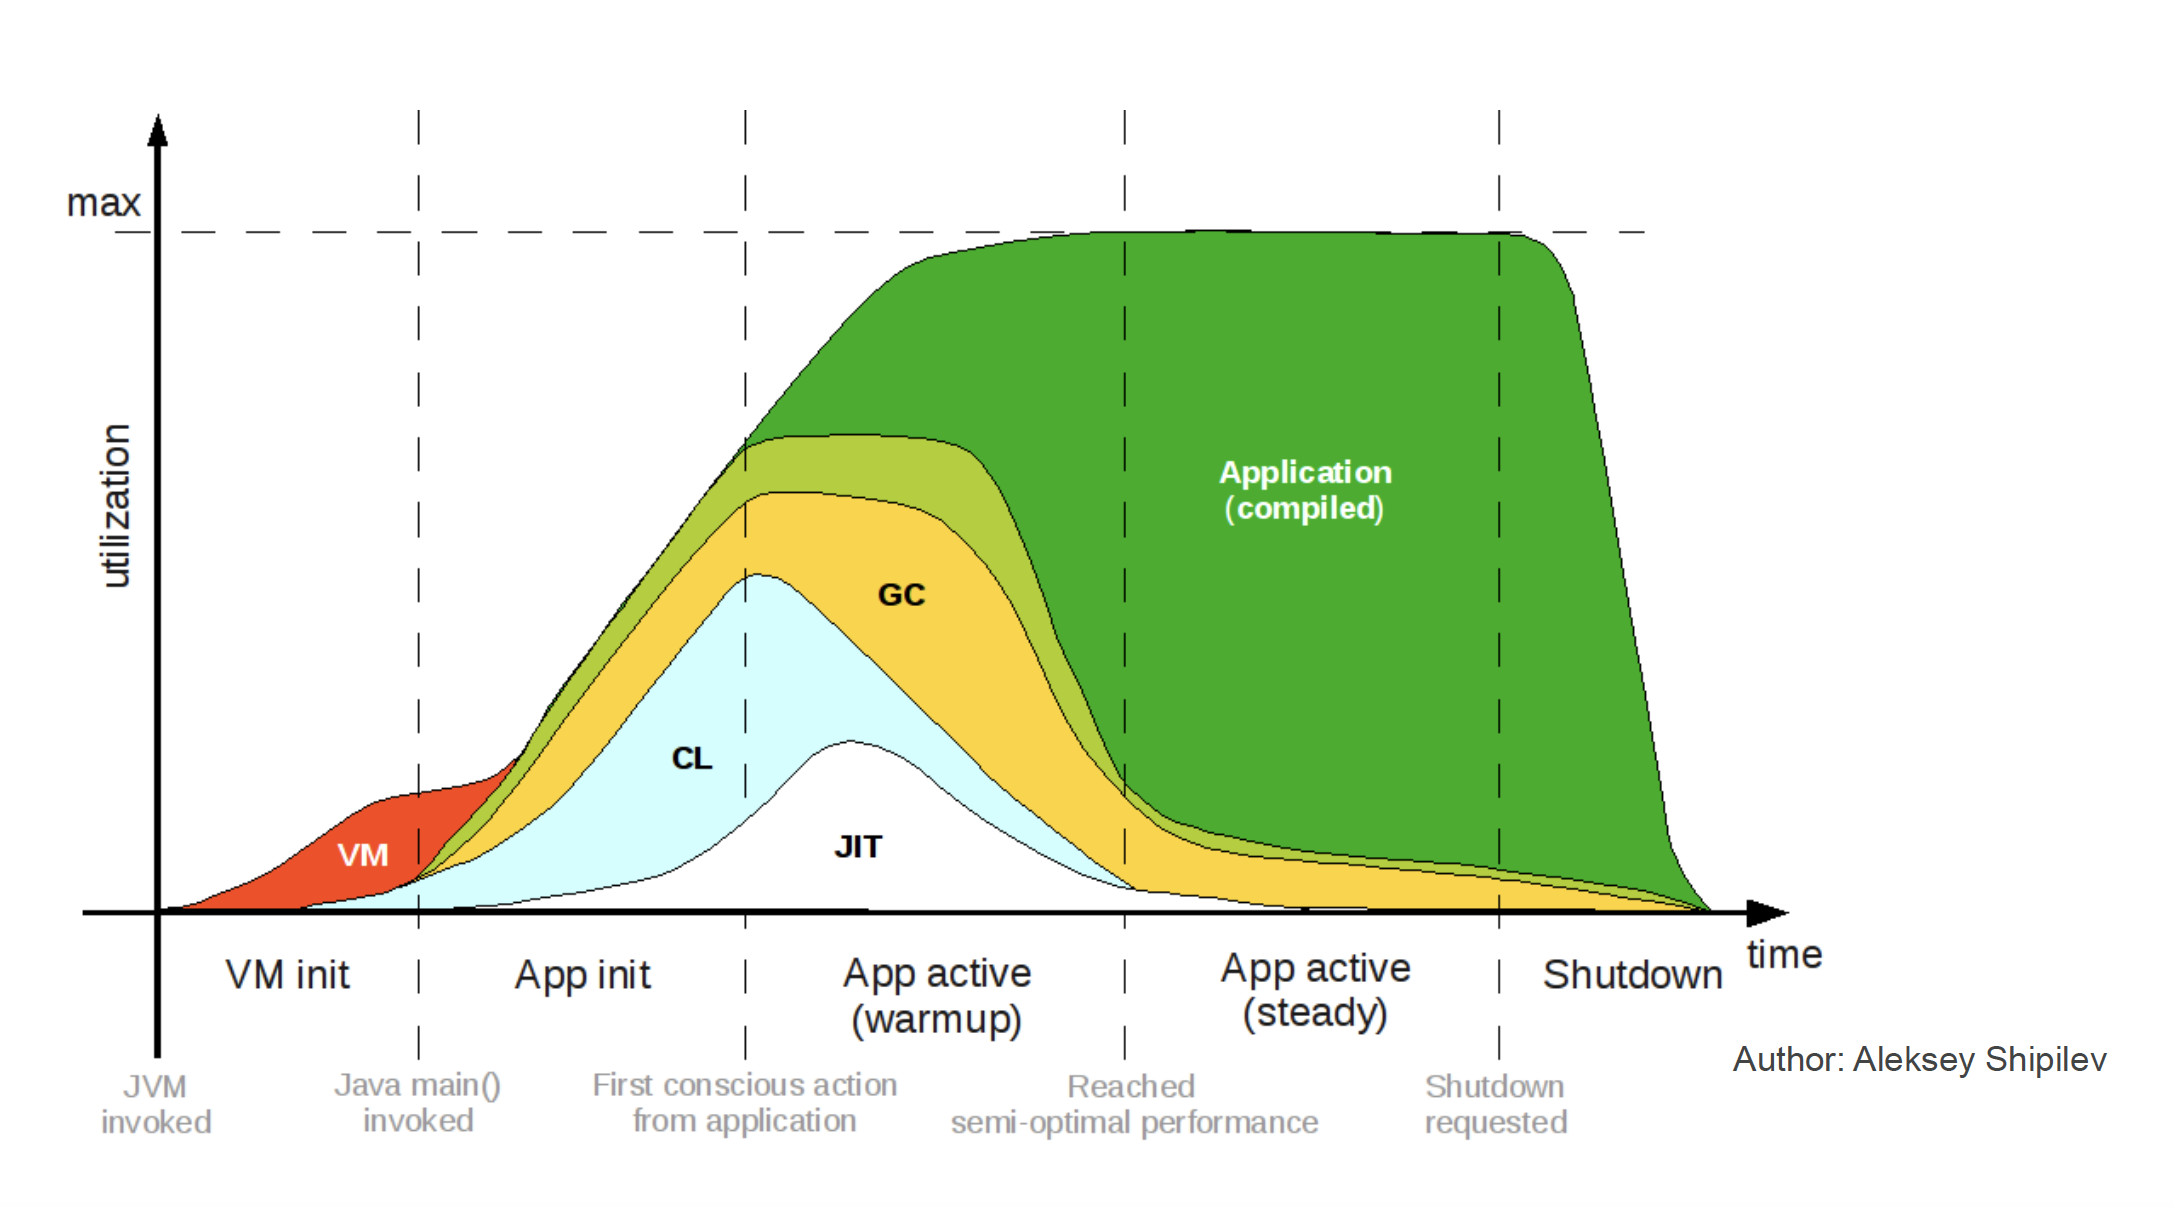 max
utilization
Application
(compiled)
GC
CL
VM
JIT
time
VM init
App init
App active
(warmup)
App active
(steady)
Shutdown
Author: Aleksey Shipilev
JVM
invoked
Java main()
invoked
First conscious action
from application
Reached
semi-optimal performance
Shutdown
requested